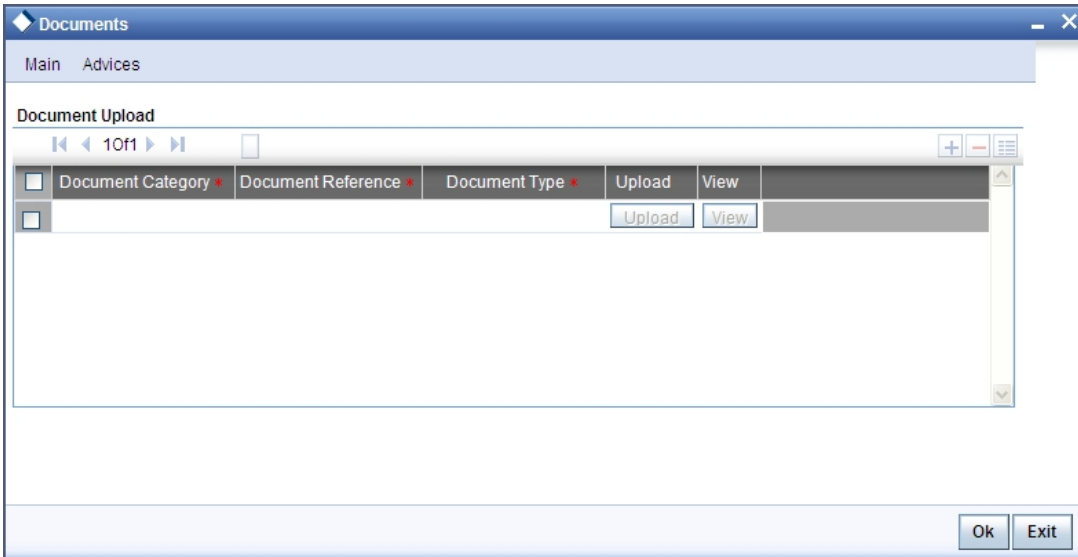 Documents
Main Advices
Document Upload
1Of1
Document Category * Document Reference * Document Type * Upload View
Upload View
Ok Exit